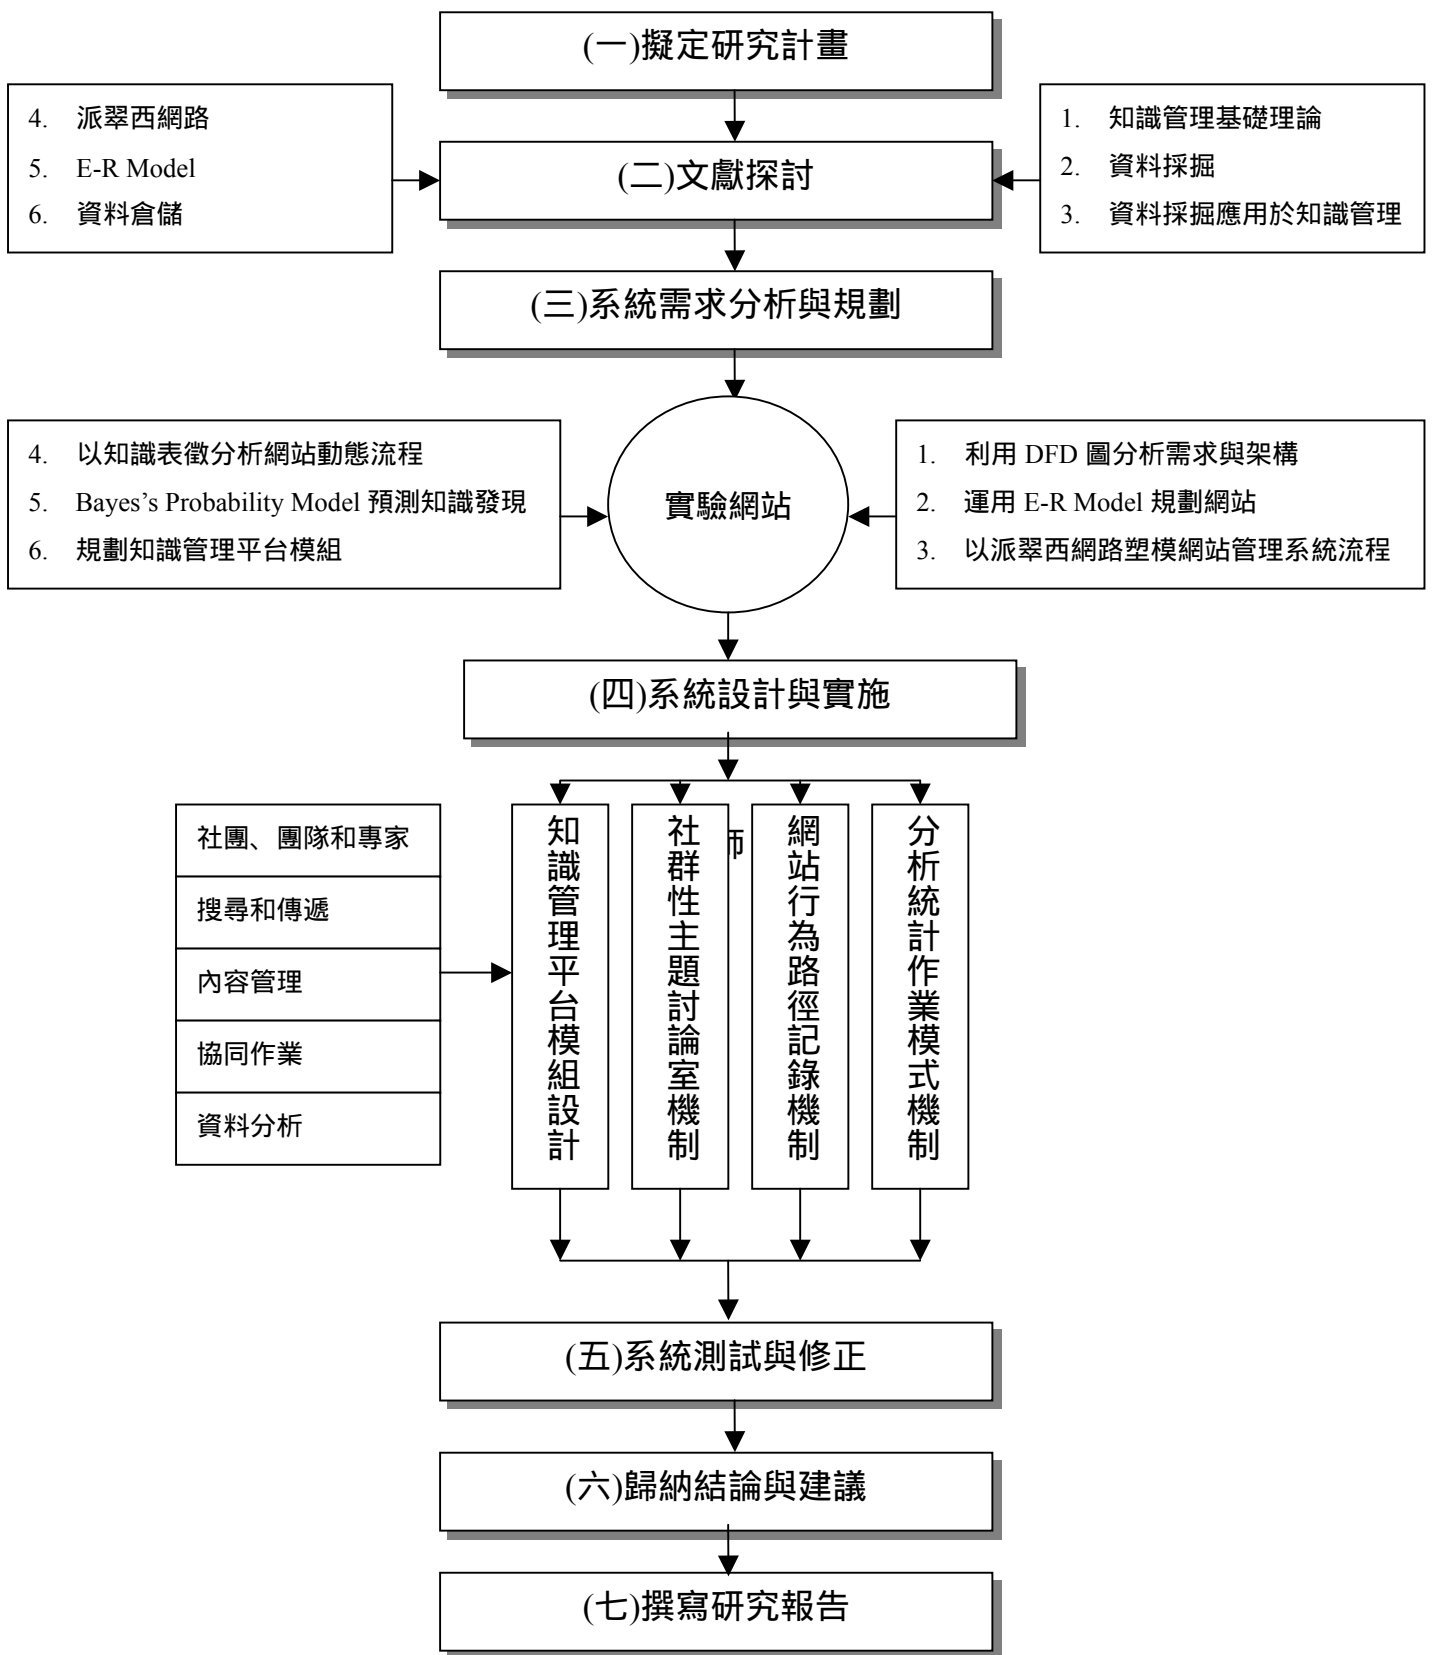 (一)擬定研究計畫
4. 派翠西網路
5. E-R Model
6. 資料倉儲
(二)文獻探討
1. 知識管理基礎理論
2. 資料採掘
3. 資料採掘應用於知識管理
(三)系統需求分析與規劃
4. 以知識表徵分析網站動態流程
5. Bayes's Probability Model 預測知識發現
6. 規劃知識管理平台模組
實驗網站
1. 利用 DFD 圖分析需求與架構
2. 運用 E-R Model 規劃網站
3. 以派翠西網路塑模網站管理系統流程
(四)系統設計與實施
社團、團隊和專家
搜尋和傳遞
內容管理
協同作業
資料分析
知識管理平台模組設計
社群性主題討論室機制
網站行為路徑記錄機制
分析統計作業模式機制
(五)系統測試與修正
(六)歸納結論與建議
(七)撰寫研究報告